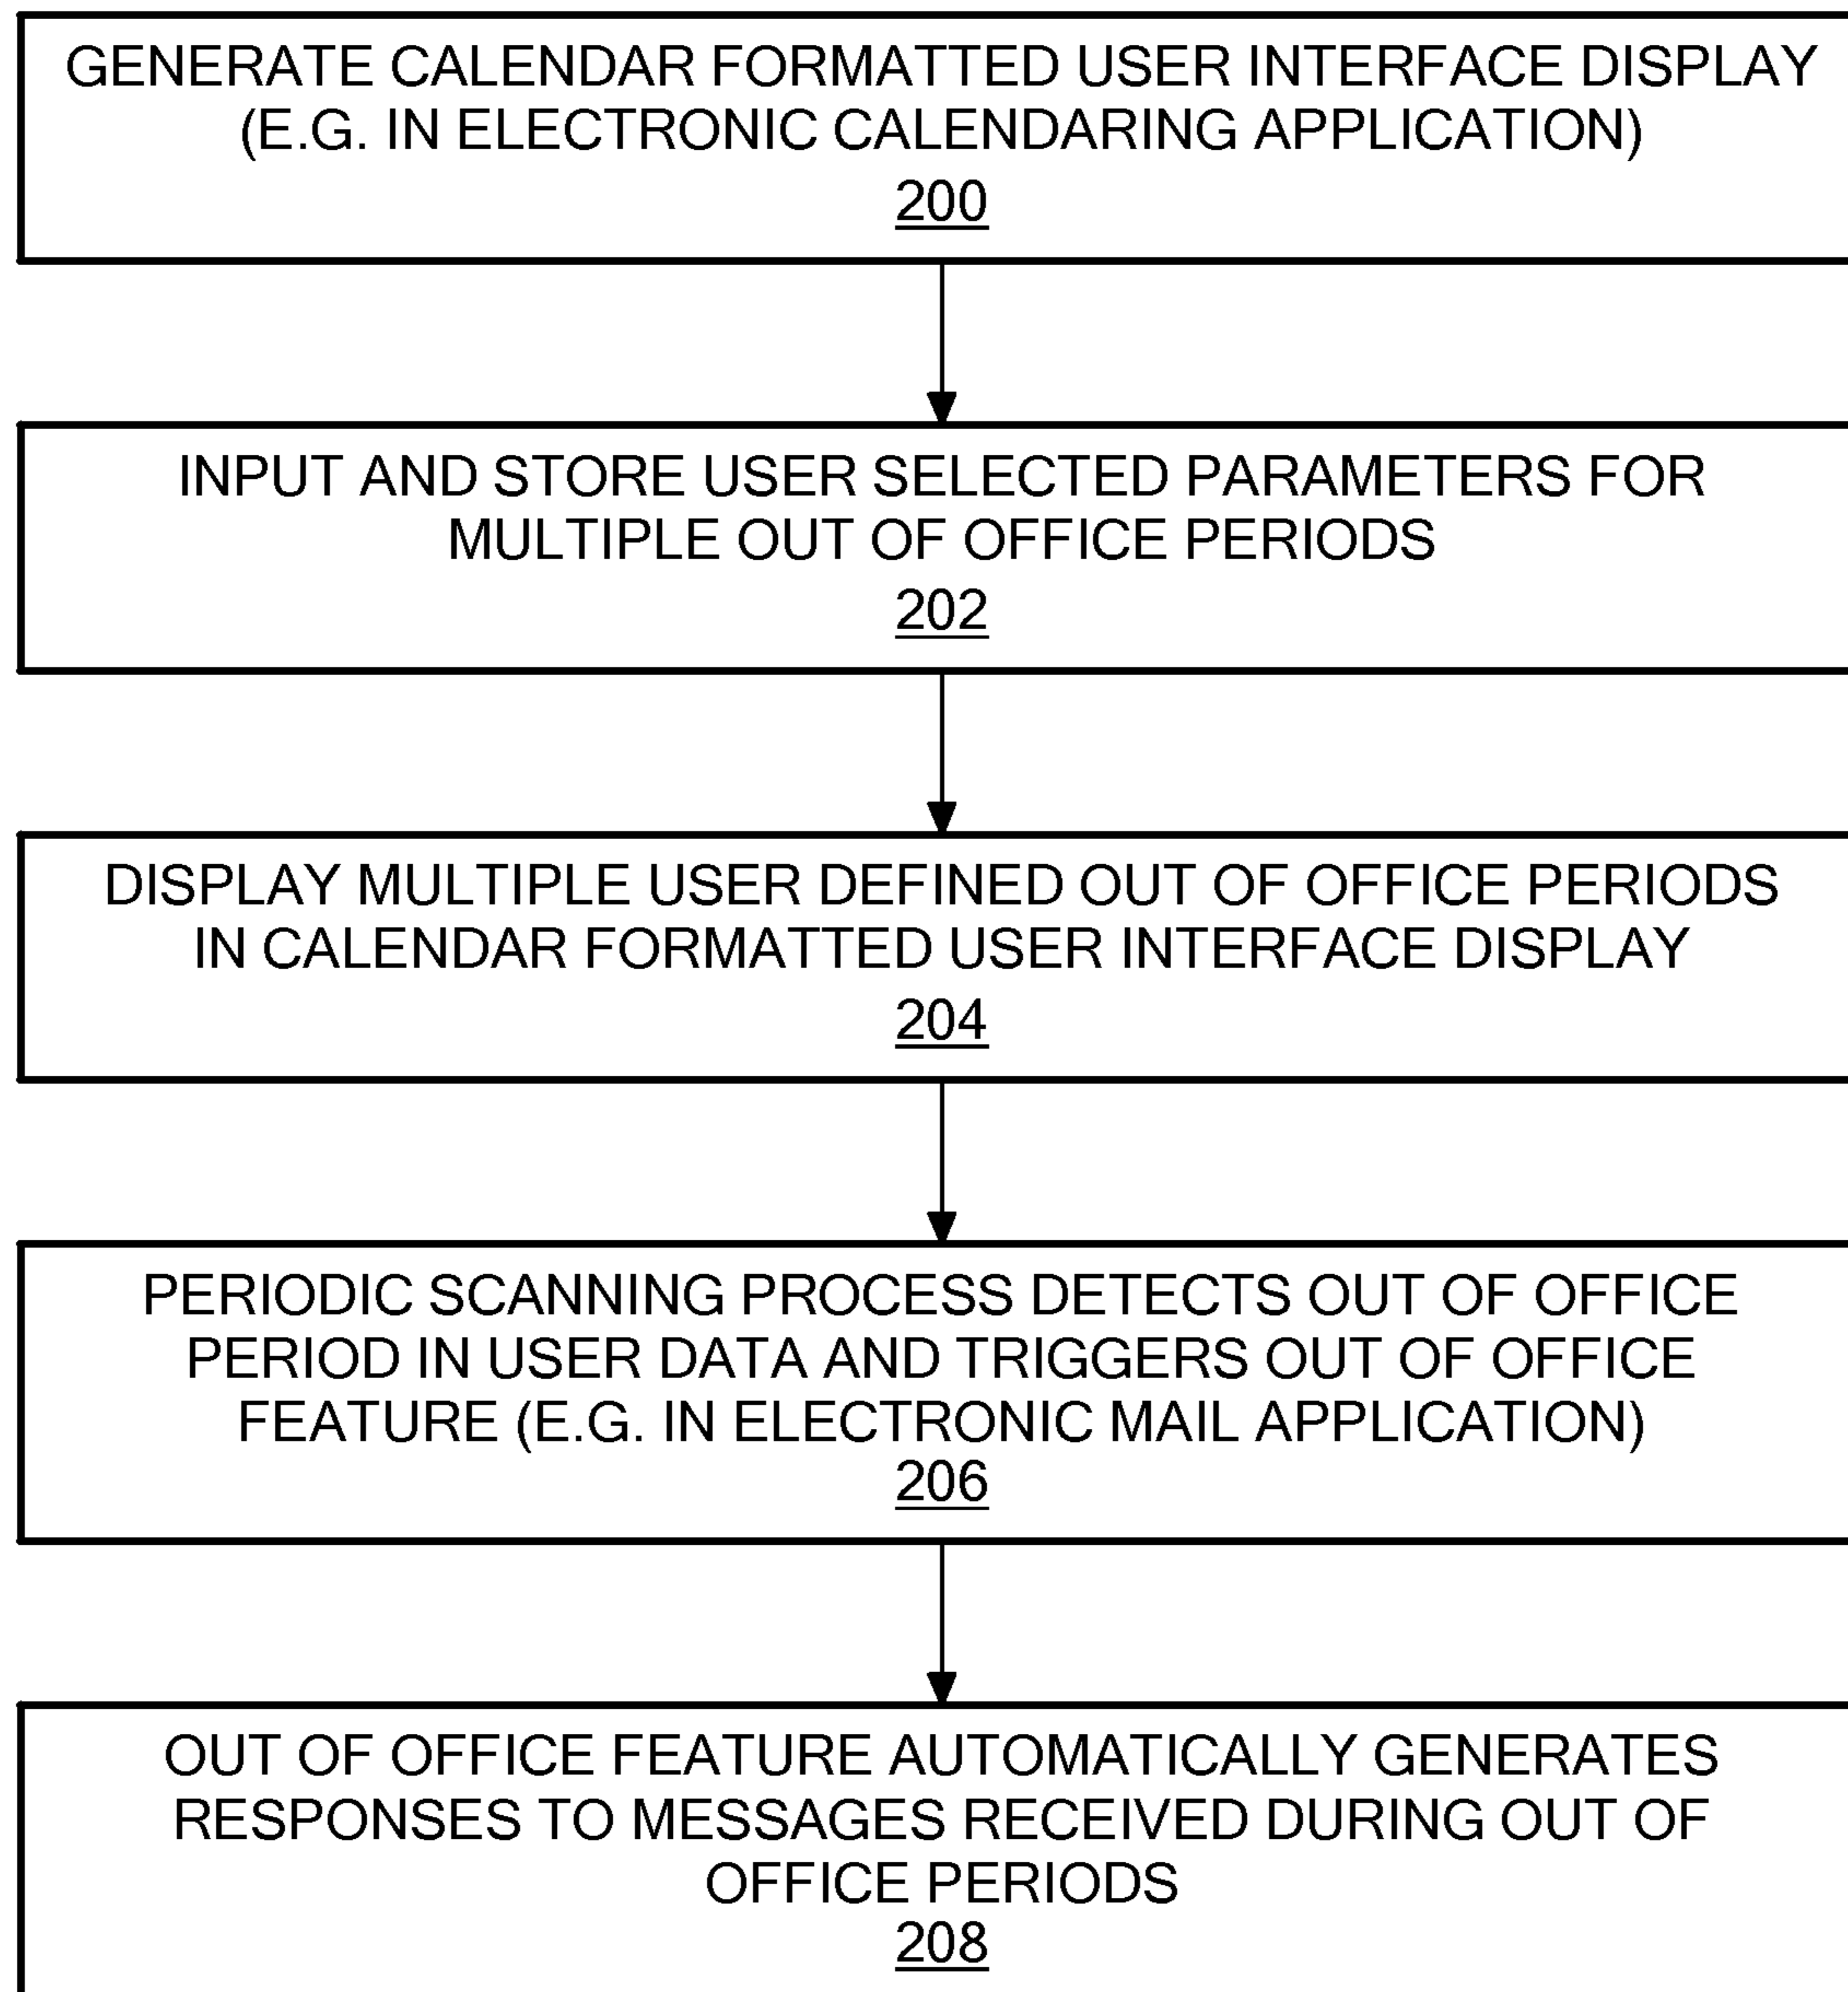 GENERATE CALENDAR FORMATTED USER INTERFACE DISPLAY
(E.G. IN ELECTRONIC CALENDARING APPLICATION)
200
INPUT AND STORE USER SELECTED PARAMETERS FOR
MULTIPLE OUT OF OFFICE PERIODS
202
DISPLAY MULTIPLE USER DEFINED OUT OF OFFICE PERIODS
IN CALENDAR FORMATTED USER INTERFACE DISPLAY
204
PERIODIC SCANNING PROCESS DETECTS OUT OF OFFICE
PERIOD IN USER DATA AND TRIGGERS OUT OF OFFICE
FEATURE (E.G. IN ELECTRONIC MAIL APPLICATION)
206
OUT OF OFFICE FEATURE AUTOMATICALLY GENERATES
RESPONSES TO MESSAGES RECEIVED DURING OUT OF
OFFICE PERIODS
208